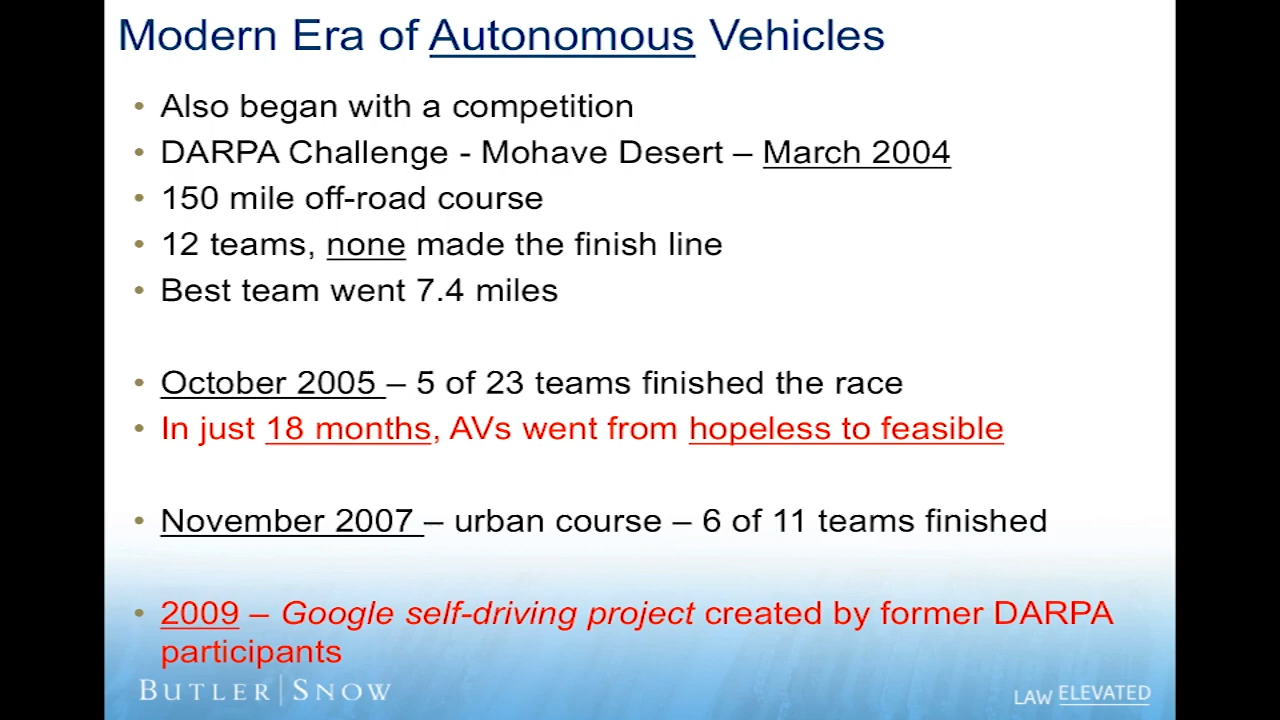 Modern Era of Autonomous Vehicles
• Also began with a competition
• DARPA Challenge - Mohave Desert – March 2004
• 150 mile off-road course
• 12 teams, none made the finish line
• Best team went 7.4 miles
• October 2005 – 5 of 23 teams finished the race
• In just 18 months, AVs went from hopeless to feasible
• November 2007 – urban course – 6 of 11 teams finished
• 2009 – Google self-driving project created by former DARPA
participants
BUTLER | SNOW
LAW ELEVATED